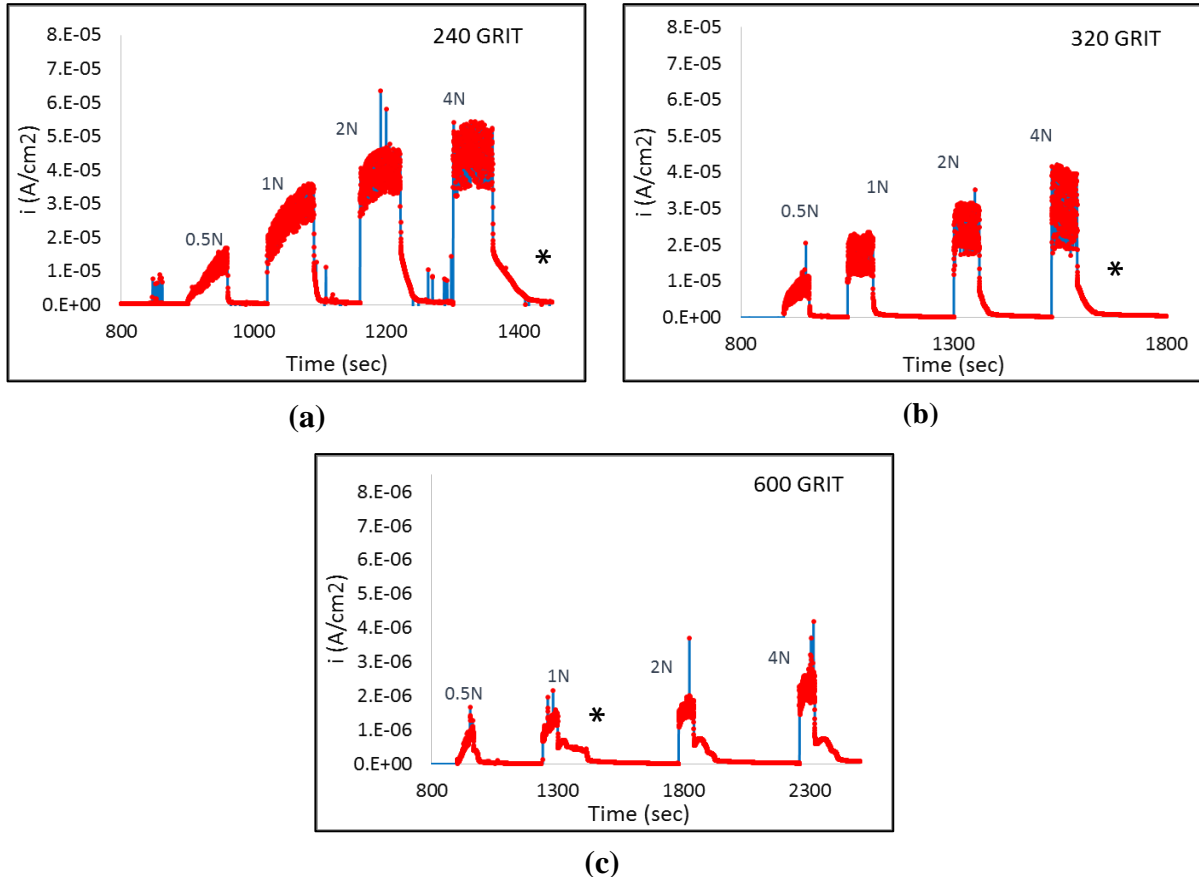 240 GRIT
8.E-05
7.E-05
6.E-05
5.E-05
4.E-05
3.E-05
2.E-05
1.E-05
0.E+00
i (A/cm2)
0.5N
1N
2N
4N
*
800
1000
1200
1400
Time (sec)
(a)
320 GRIT
8.E-05
7.E-05
6.E-05
5.E-05
4.E-05
3.E-05
2.E-05
1.E-05
0.E+00
i (A/cm2)
0.5N
1N
2N
4N
*
800
1300
1800
Time (sec)
(b)
600 GRIT
8.E-06
7.E-06
6.E-06
5.E-06
4.E-06
3.E-06
2.E-06
1.E-06
0.E+00
i (A/cm2)
0.5N
1N
*
2N
4N
800
1300
1800
2300
Time (sec)
(c)